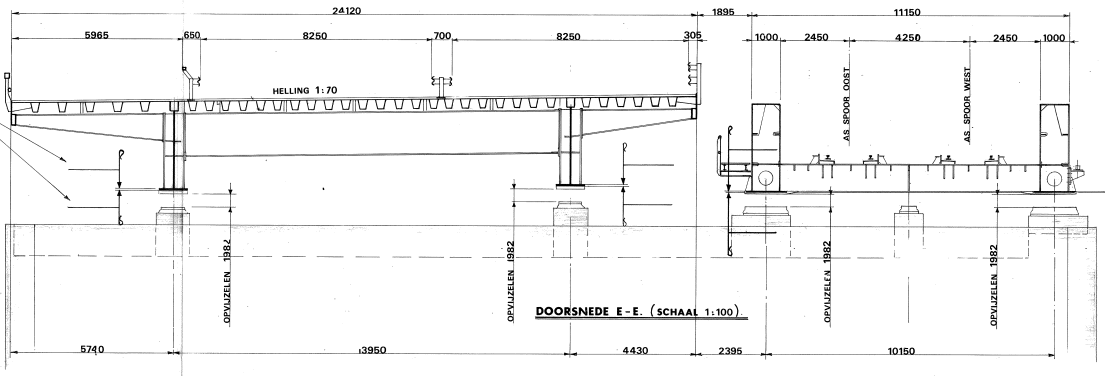 24120 1895 11150
5965 650 8250 700 8250 305 1000 2450 4250 2450 1000
HELLING 1:70
AS SPOOR OOST
AS SPOOR WEST
OPVIJZELEN 1982
OPVIJZELEN 1982
OPVIJZELEN 1982
OPVIJZELEN 1982
DOORSNEDE E-E. (SCHAAL 1:100).
5740 13950 4430 2395 10150